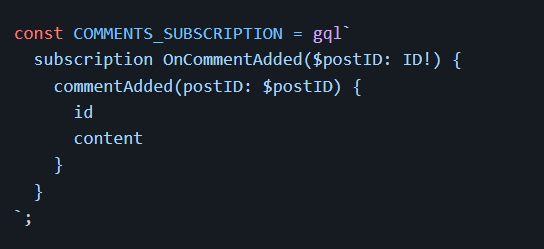 const COMMENTS_SUBSCRIPTION = gql`
  subscription OnCommentAdded($postID: ID!) {
    commentAdded(postID: $postID) {
      id
      content
    }
  }
`;